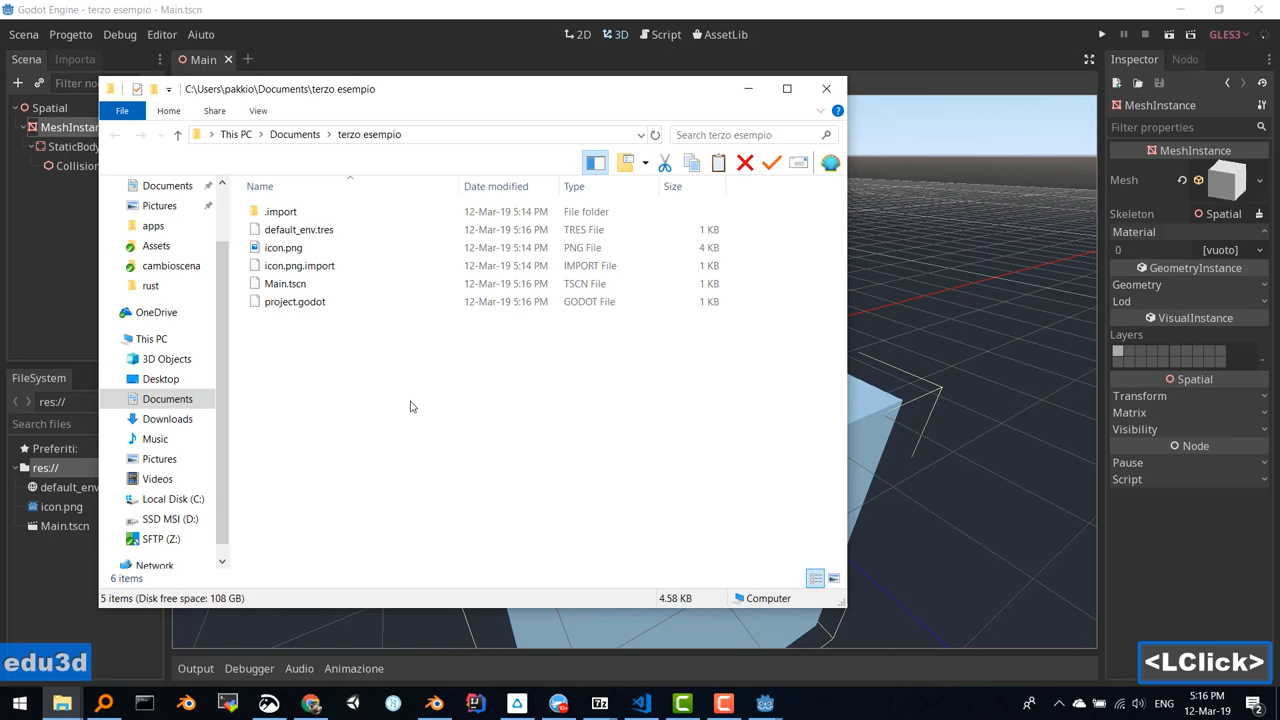 Godot Engine - terzo esempio - Main.tscn
Scena Progetto Debug Editor Aiuto
2D 3D Script AssetLib
GLES3
Scena Importa
Main
Filter no
Spatial
MeshInstan
StaticBody
Collision
FileSystem
res://
Search files
Preferiti:
res://
default_env
icon.png
Main.tscn
C:\Users\pakkio\Documents\terzo esempio
File Home Share View
This PC > Documents > terzo esempio
Search terzo esempio
Documents
Pictures
apps
Assets
cambioscena
rust
OneDrive
This PC
3D Objects
Desktop
Documents
Downloads
Music
Pictures
Videos
Local Disk (C:)
SSD MSI (D:)
SFTP (Z:)
Network
Name Date modified Type Size
.import 12-Mar-19 5:14 PM File folder
default_env.tres 12-Mar-19 5:16 PM TRES File 1 KB
icon.png 12-Mar-19 5:14 PM PNG File 4 KB
icon.png.import 12-Mar-19 5:14 PM IMPORT File 1 KB
Main.tscn 12-Mar-19 5:16 PM TSCN File 1 KB
project.godot 12-Mar-19 5:16 PM GODOT File 1 KB
6 items
5 items (Disk free space: 108 GB) 4.58 KB Computer
Inspector Nodo
MeshInstance
Filter properties
MeshInstance
Mesh
Skeleton Spatial
Material
0 [vuoto]
GeometryInstance
Geometry
Lod
VisualInstance
Layers
Spatial
Transform
Matrix
Visibility
Node
Pause
Script
edu3d
<LClick>
Output Debugger Audio Animazione
ENG
5:16 PM
12-Mar-19
2